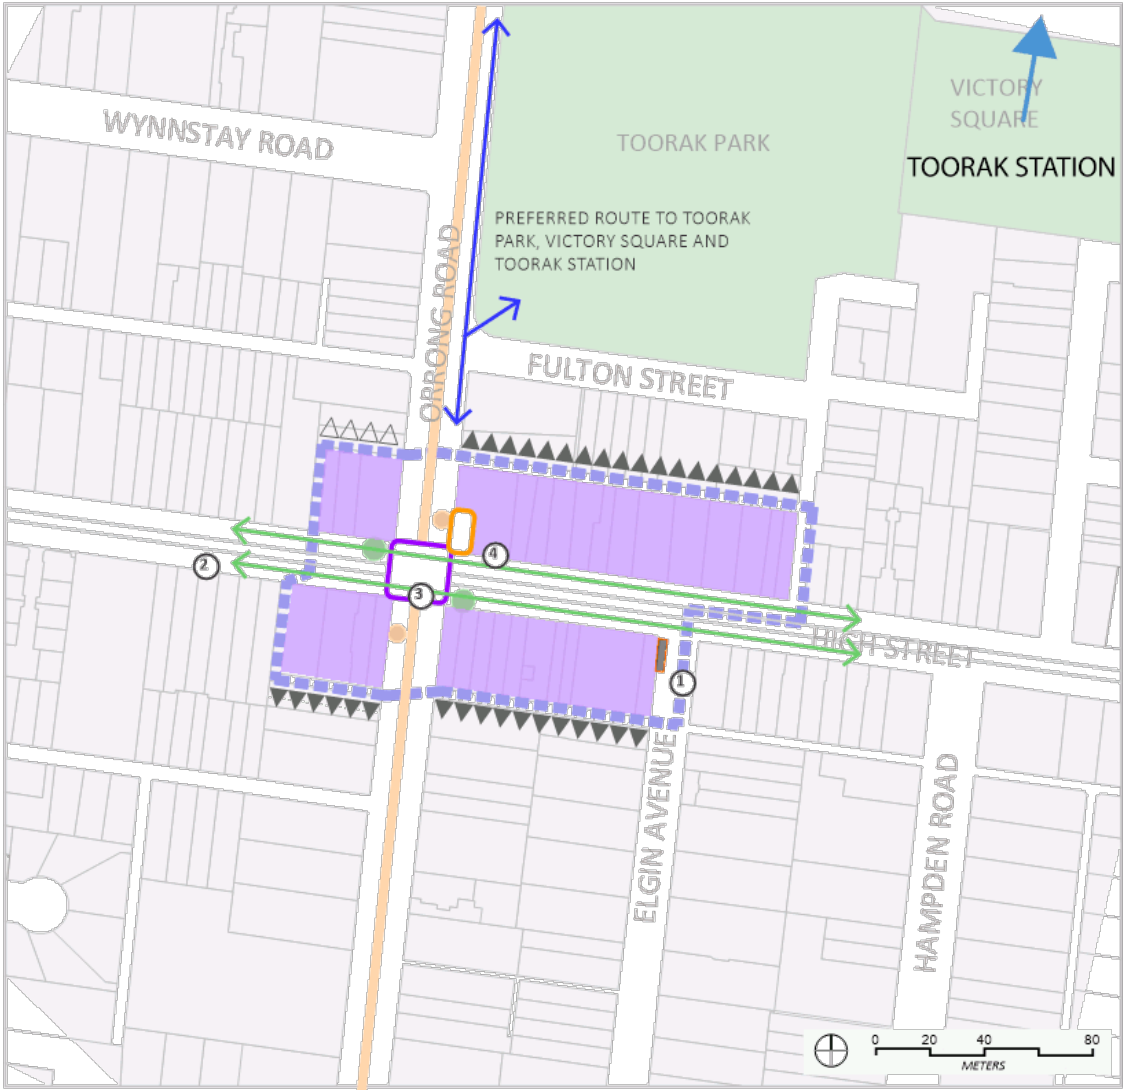 VICTORY
SQUARE
TOORAK STATION
WYNNSTAY ROAD
TOORAK PARK
PREFERRED ROUTE TO TOORAK
PARK, VICTORY SQUARE AND
TOORAK STATION
ORRONG ROAD
FULTON STREET
4
2
3
HIGH STREET
1
ELGIN AVENUE
HAMPDEN ROAD
0 20 40 80
METERS